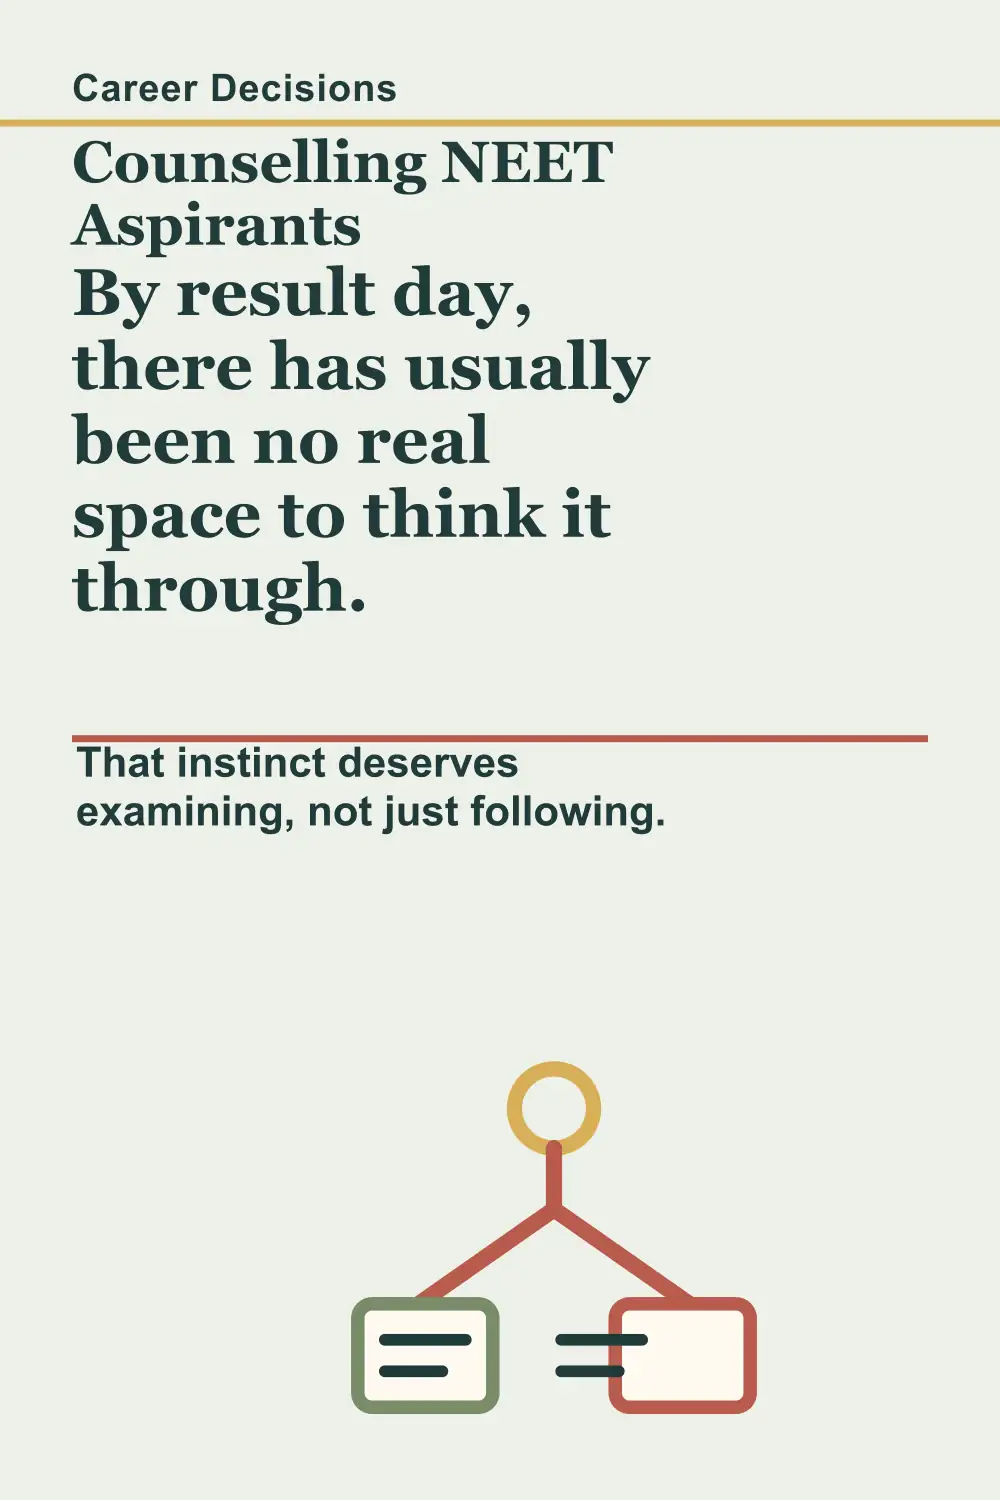 Career Decisions
Counselling NEET
Aspirants
By result day,
there has usually
been no real
space to think it
through.
That instinct deserves
examining, not just following.